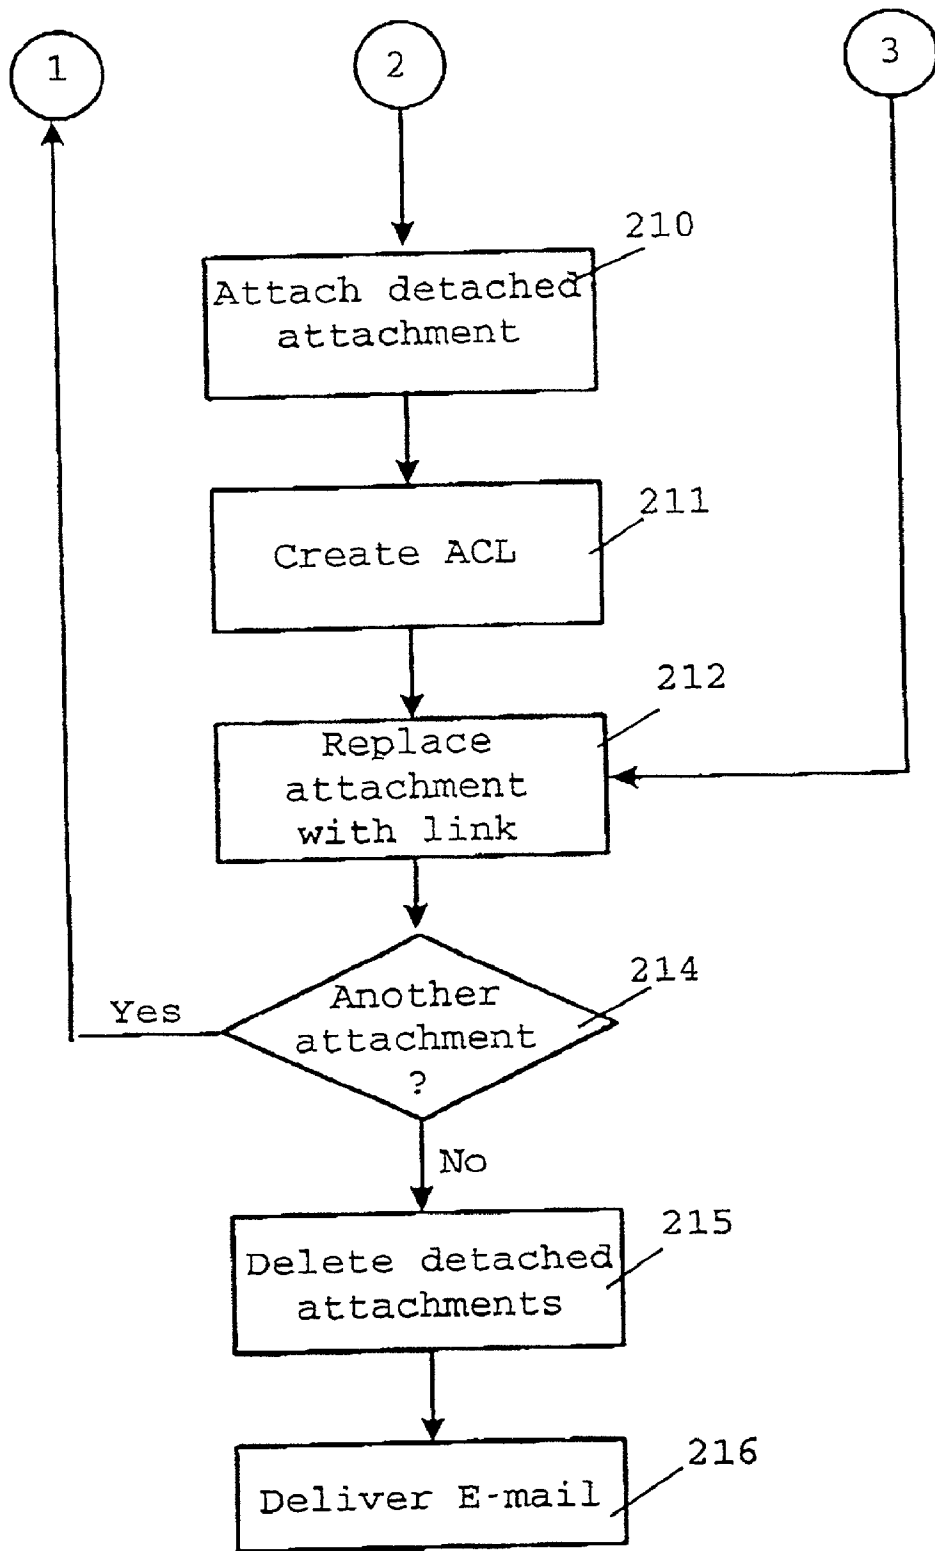 1
2
3
210
Attach detached
attachment
211
Create ACL
212
Replace
attachment
with link
214
Another
attachment
?
Yes
No
215
Delete detached
attachments
216
Deliver E-mail